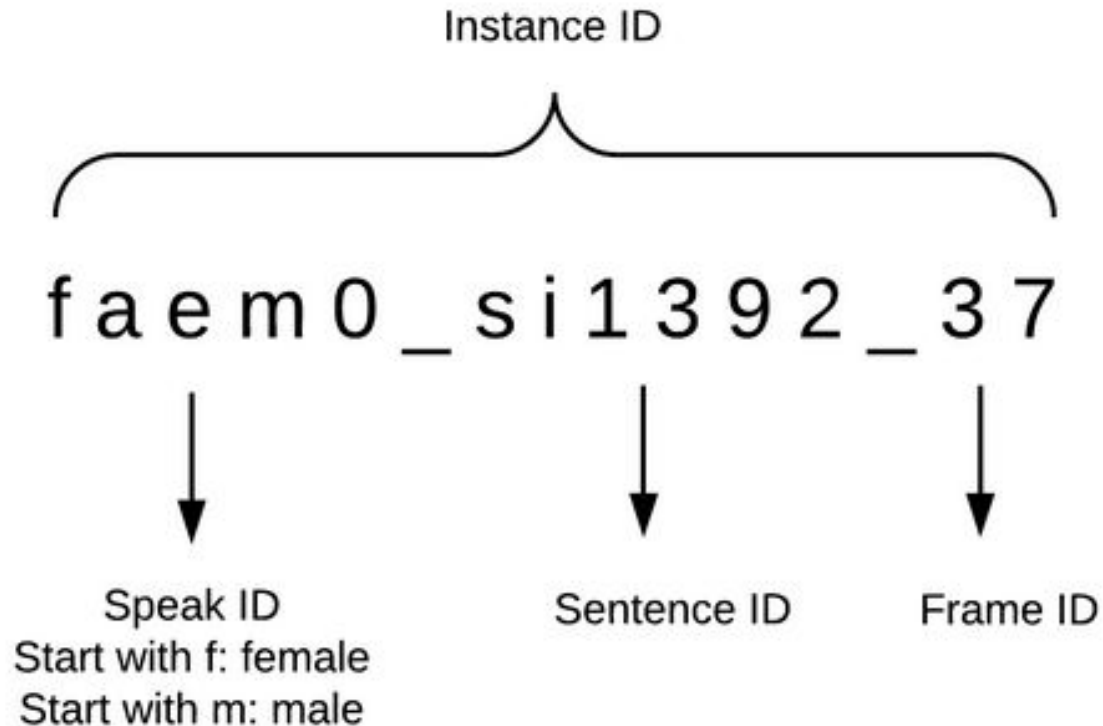 Instance ID
faem0_si1392_37
Speak ID
Start with f: female
Start with m: male
Sentence ID
Frame ID